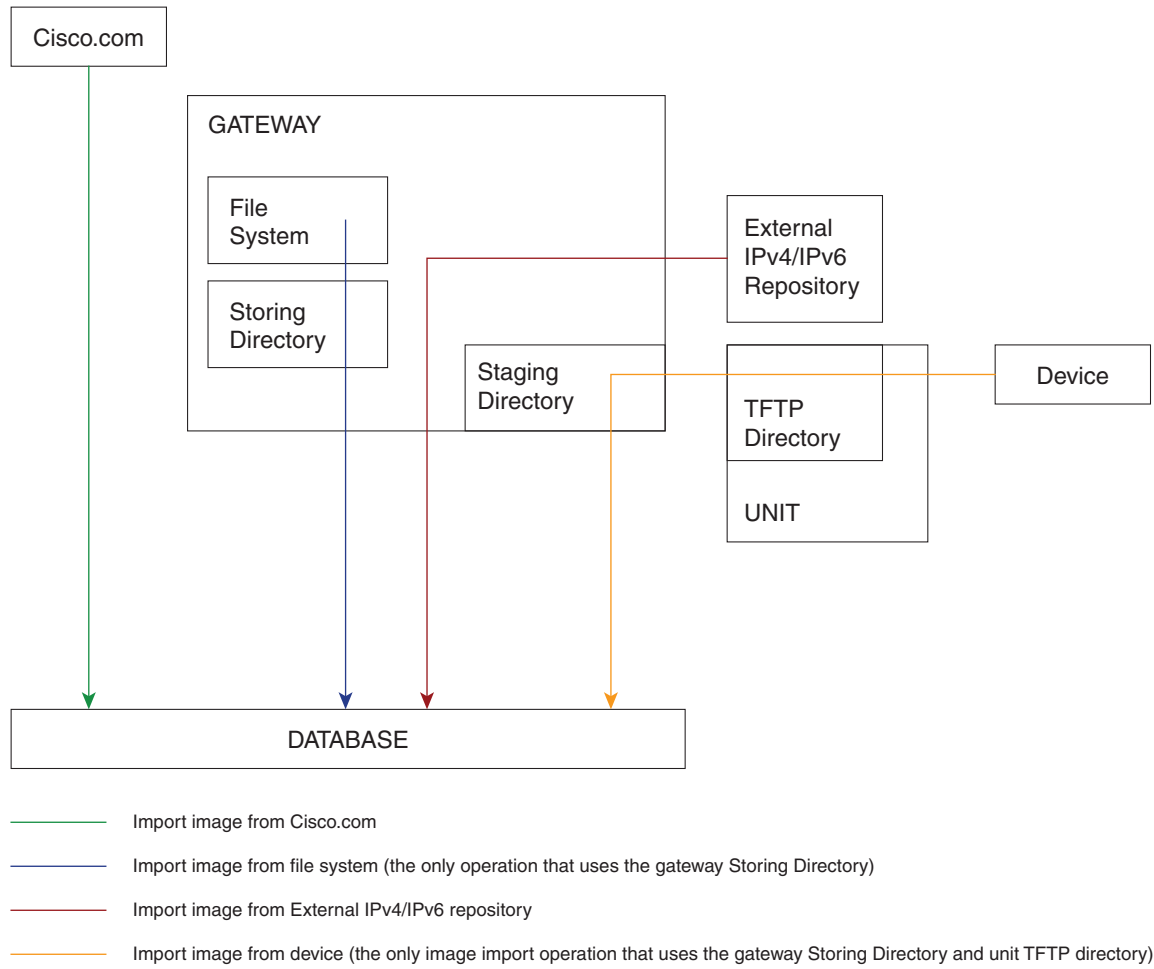 Cisco.com
GATEWAY
File
System
Storing
Directory
Staging
Directory
External
IPv4/IPv6
Repository
TFTP
Directory
UNIT
Device
DATABASE
Import image from Cisco.com
Import image from file system (the only operation that uses the gateway Storing Directory)
Import image from External IPv4/IPv6 repository
Import image from device (the only image import operation that uses the gateway Storing Directory and unit TFTP directory)